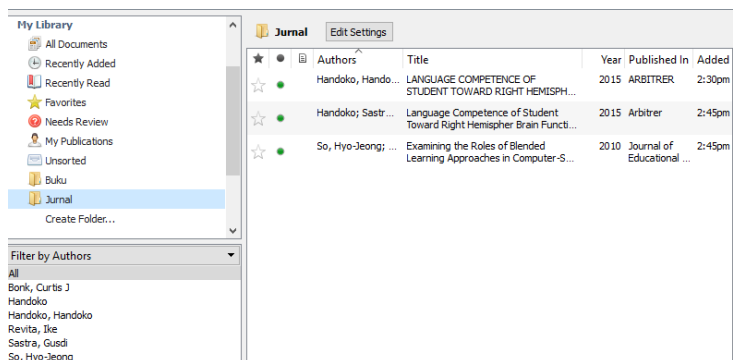 My Library
All Documents
Recently Added
Recently Read
Favorites
Needs Review
My Publications
Unsorted
Buku
Jurnal
Create Folder...
Filter by Authors
All
Bonk, Curtis J
Handoko
Handoko, Handoko
Revita, Ike
Sastra, Gusdi
So, Hyo-Jeong
Jurnal Edit Settings
Authors Title Year Published In Added
Handoko, Hando... LANGUAGE COMPETENCE OF 2015 ARBITRER 2:30pm
STUDENT TOWARD RIGHT HEMISPH...
Handoko; Sastr... Language Competence of Student 2015 Arbitrer 2:45pm
Toward Right Hemispher Brain Functi...
So, Hyo-Jeong; ... Examining the Roles of Blended 2010 Journal of 2:45pm
Learning Approaches in Computer-S... Educational ...